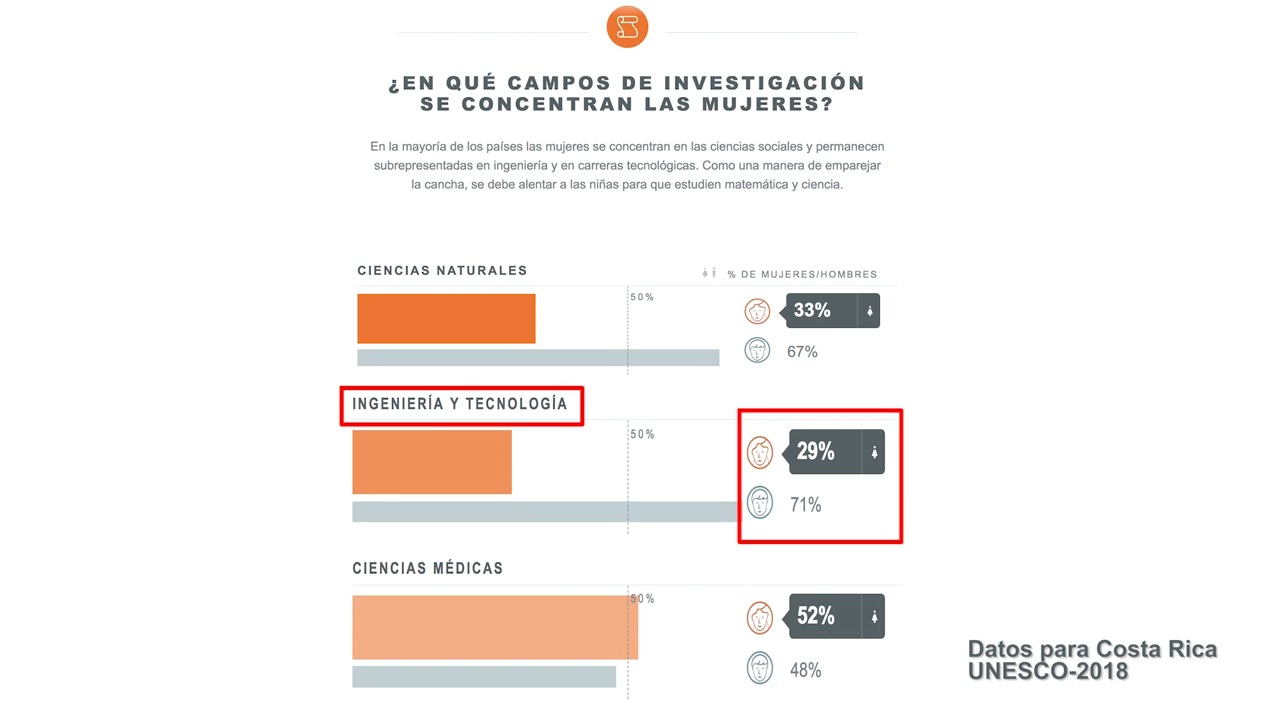 ¿EN QUÉ CAMPOS DE INVESTIGACIÓN
SE CONCENTRAN LAS MUJERES?
En la mayoría de los países las mujeres se concentran en las ciencias sociales y permanecen
subrepresentadas en ingeniería y en carreras tecnológicas. Como una manera de emparejar
la cancha, se debe alentar a las niñas para que estudien matemática y ciencia.
CIENCIAS NATURALES
% DE MUJERES/HOMBRES
50%
33%
67%
INGENIERÍA Y TECNOLOGÍA
50%
29%
71%
CIENCIAS MÉDICAS
50%
52%
48%
Datos para Costa Rica
UNESCO-2018